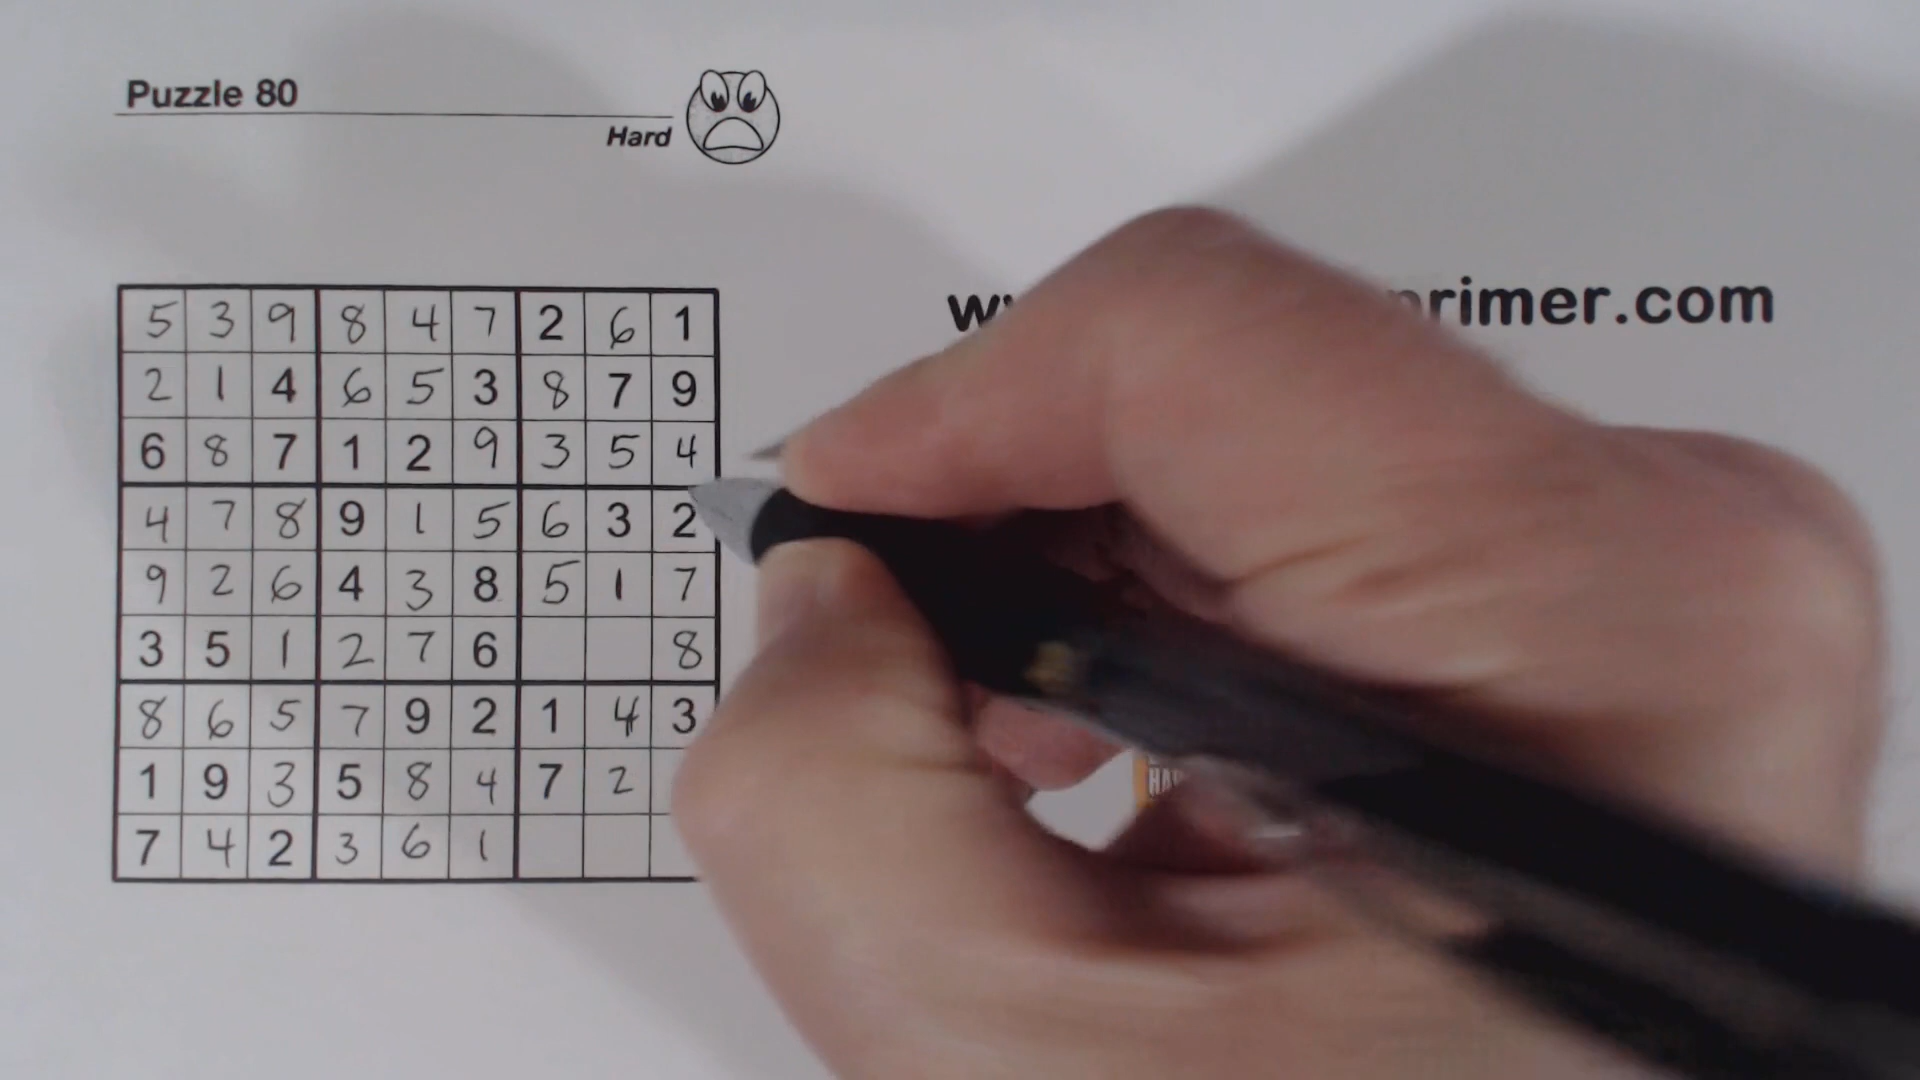 Puzzle 80
Hard
primer.com
5 3 9 8 4 7 2 6 1
2 1 4 6 5 3 8 7 9
6 8 7 1 2 9 3 5 4
4 7 8 9 1 5 6 3 2
9 2 6 4 3 8 5 1 7
3 5 1 2 7 6 8
8 6 5 7 9 2 1 4 3
1 9 3 5 8 4 7 2
7 4 2 3 6 1